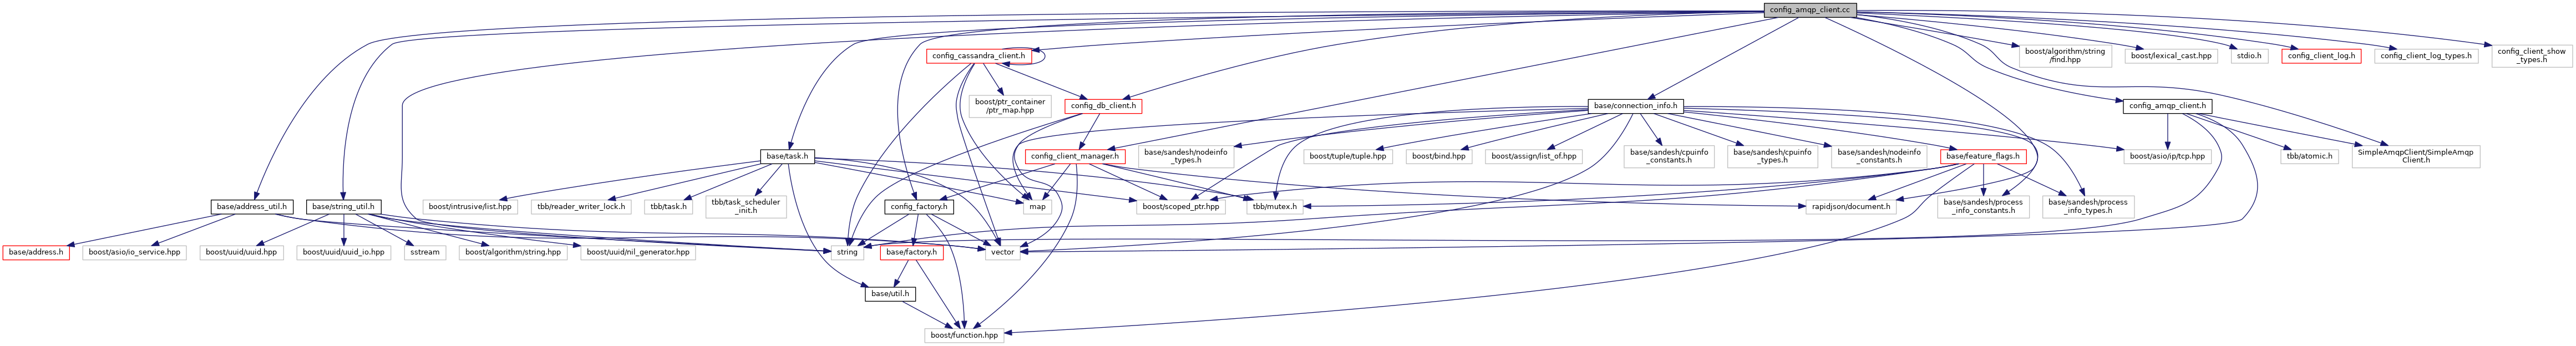 config_amqp_client.cc
config_cassandra_client.h
boost/algorithm/string
/find.hpp
boost/lexical_cast.hpp
stdio.h
config_client_log.h
config_client_log_types.h
config_client_show
_types.h
boost/ptr_container
/ptr_map.hpp
config_db_client.h
base/connection_info.h
config_amqp_client.h
base/task.h
config_client_manager.h
base/sandesh/nodeinfo
_types.h
boost/tuple/tuple.hpp
boost/bind.hpp
boost/assign/list_of.hpp
base/sandesh/cpuinfo
_constants.h
base/sandesh/cpuinfo
_types.h
base/sandesh/nodeinfo
_constants.h
base/feature_flags.h
boost/asio/ip/tcp.hpp
tbb/atomic.h
SimpleAmqpClient/SimpleAmqp
Client.h
base/address_util.h
base/string_util.h
boost/intrusive/list.hpp
tbb/reader_writer_lock.h
tbb/task.h
tbb/task_scheduler
_init.h
config_factory.h
map
boost/scoped_ptr.hpp
tbb/mutex.h
rapidjson/document.h
base/sandesh/process
_info_constants.h
base/sandesh/process
_info_types.h
base/address.h
boost/asio/io_service.hpp
boost/uuid/uuid.hpp
boost/uuid/uuid_io.hpp
sstream
boost/algorithm/string.hpp
boost/uuid/nil_generator.hpp
string
base/factory.h
vector
base/util.h
boost/function.hpp